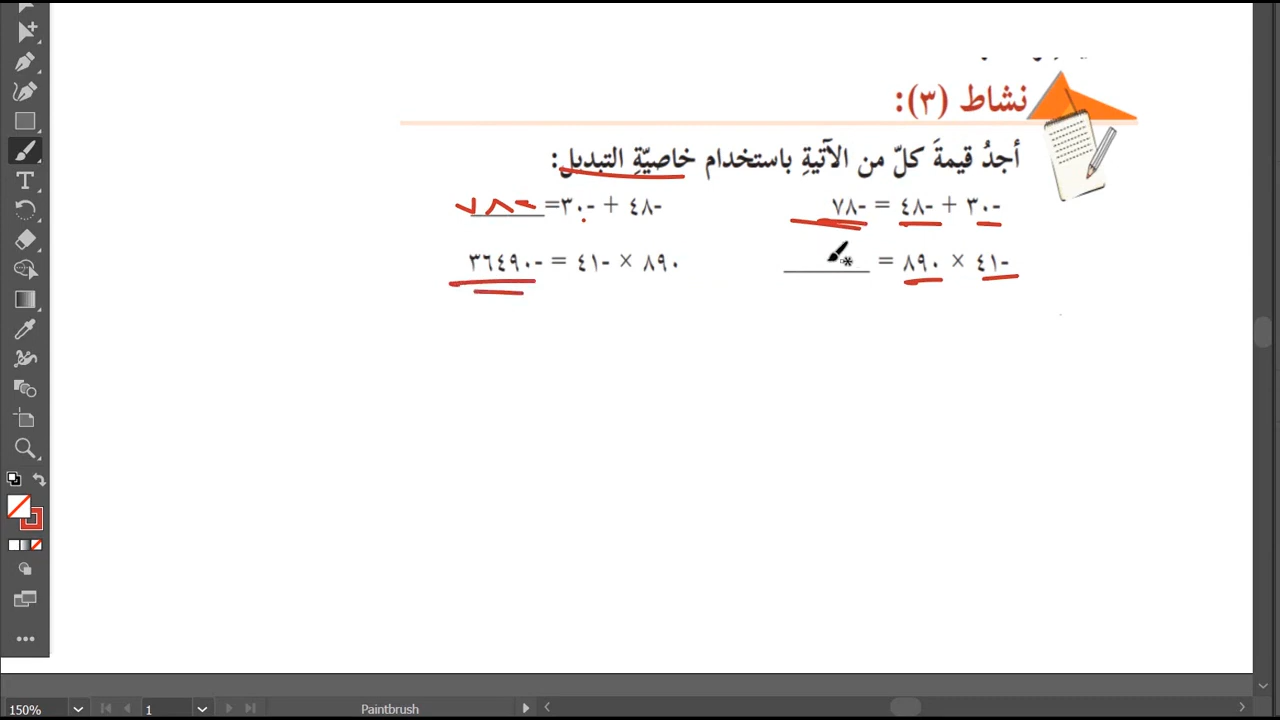 نشاط (٣):
أجدُ قيمةَ كلّ من الآتيةِ باستخدام خاصيّةِ التبديل:
-٣٠ + -٤٨ = -٧٨
-٤٨ + -٣٠= -٧٨
-٤١ × ٨٩٠ =
٨٩٠ × -٤١ = -٣٦٤٩٠
150%
1
Paintbrush